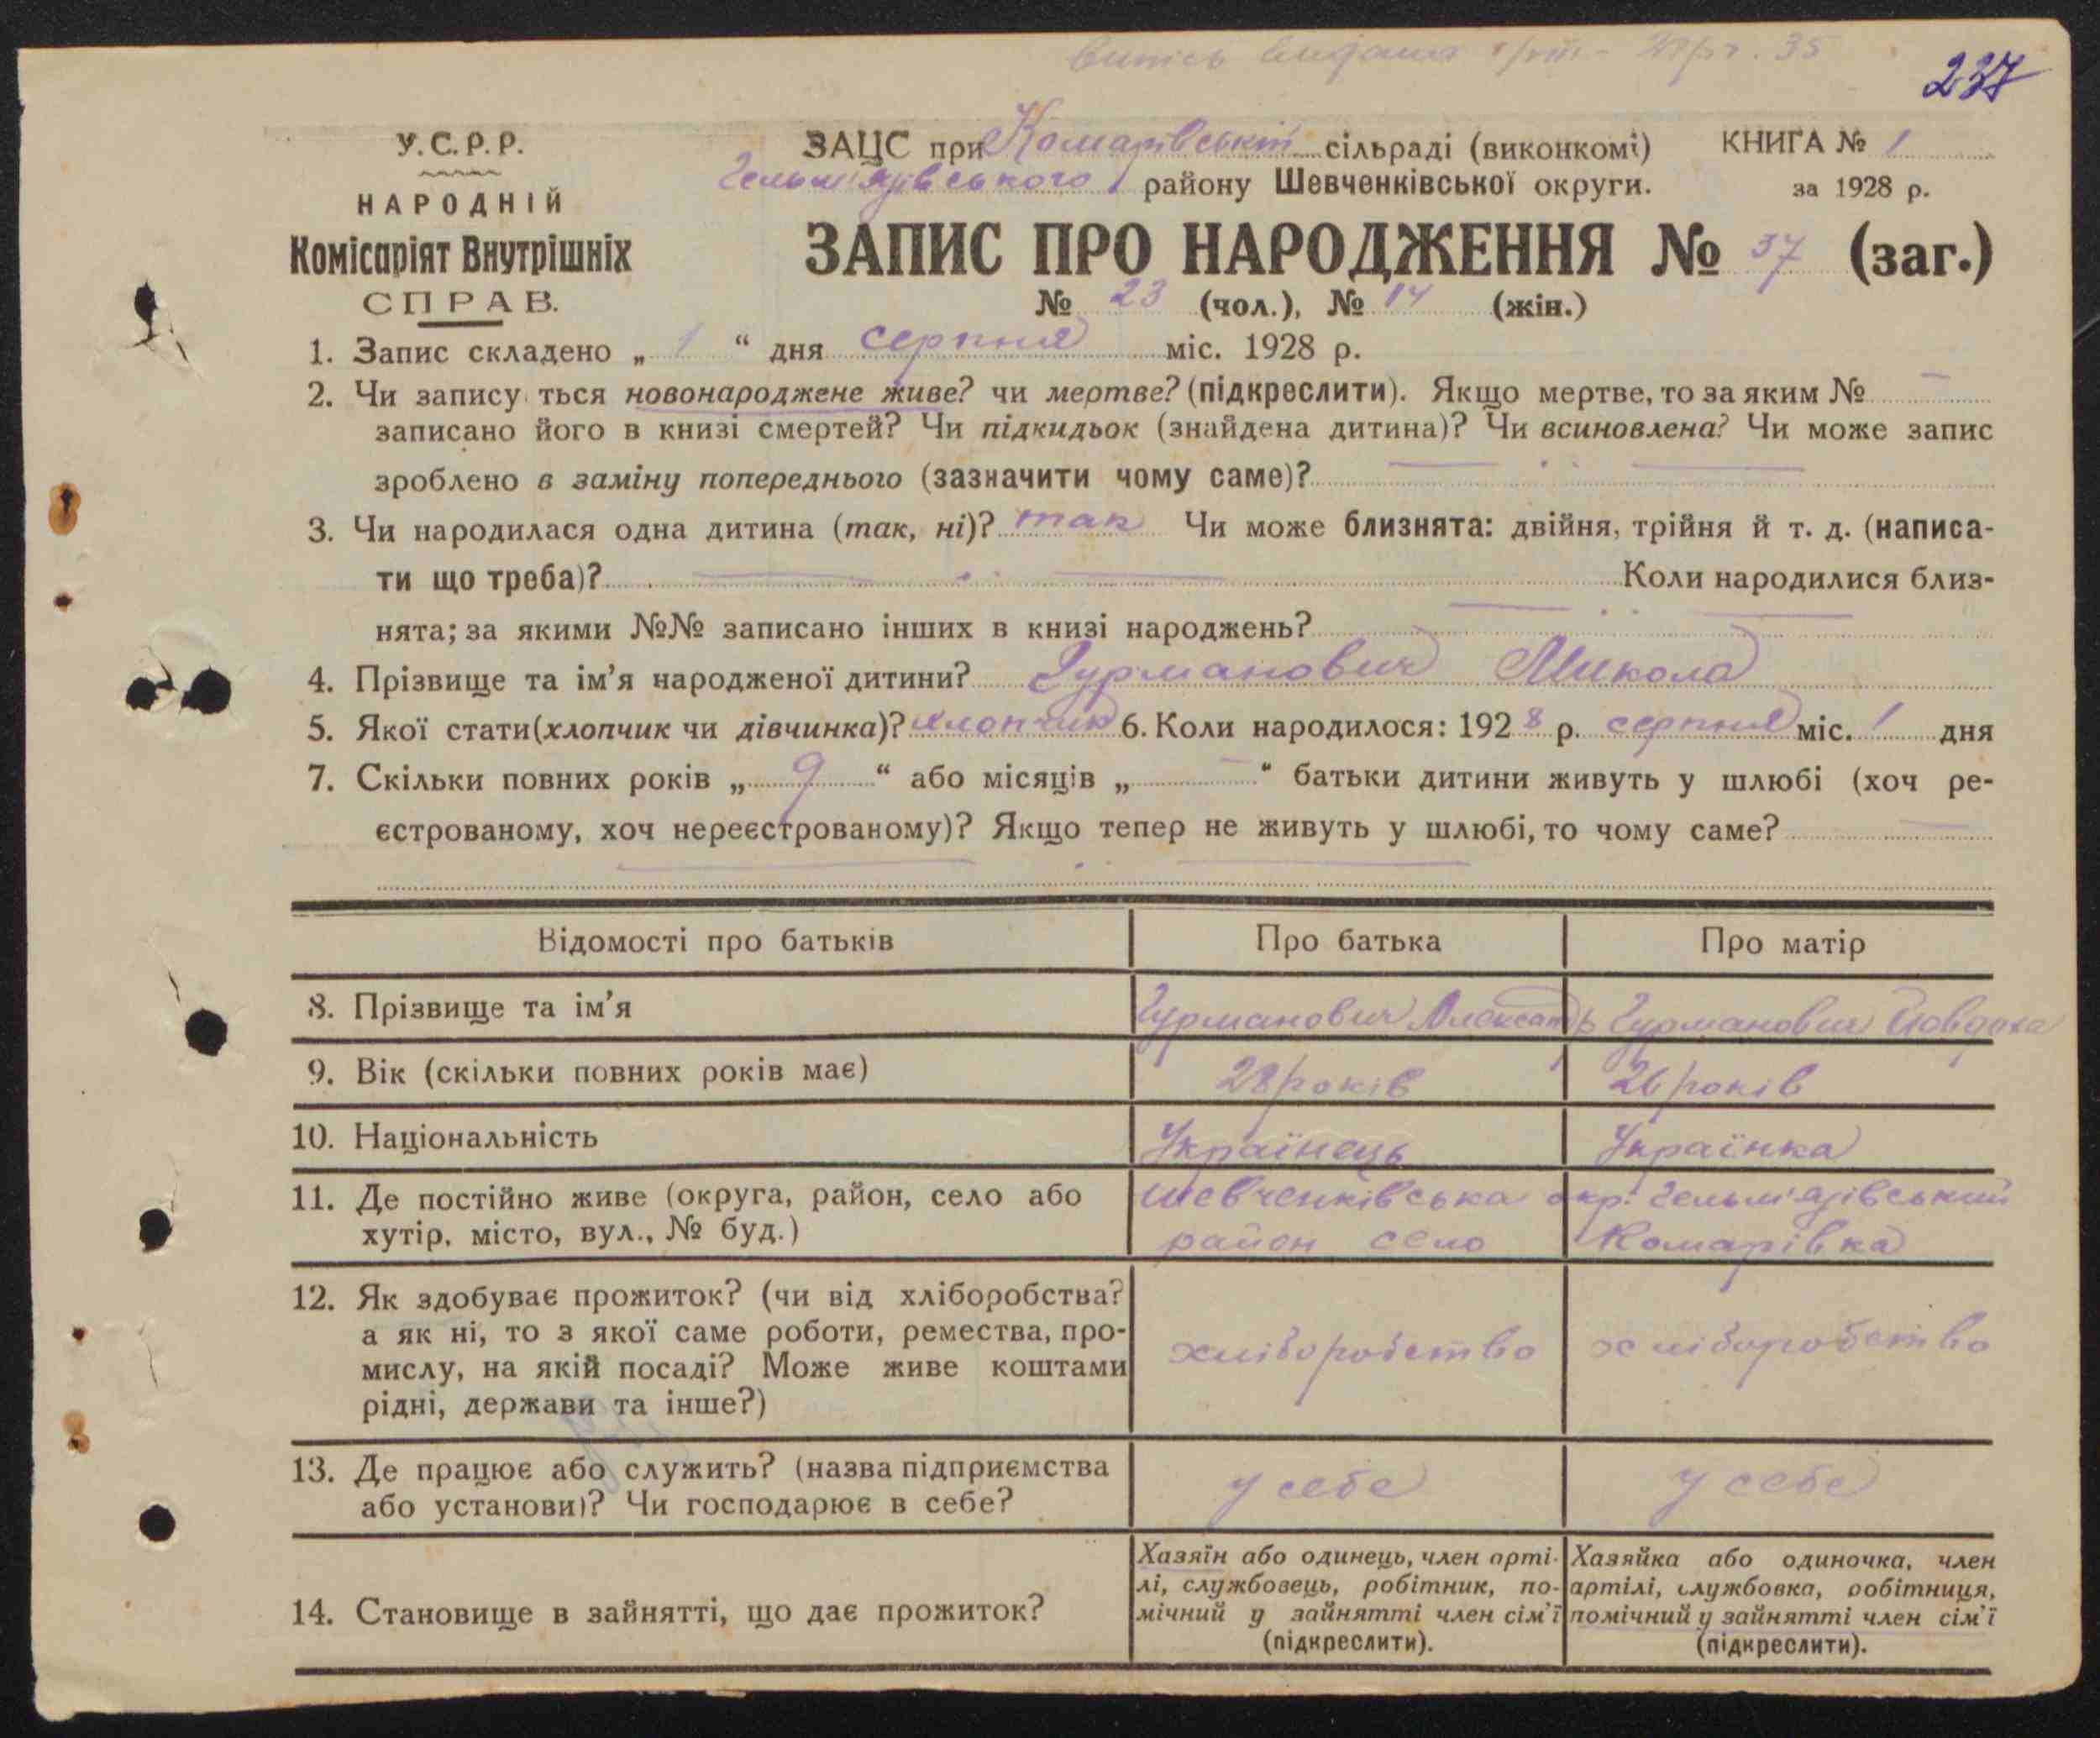 237
У.С.Р.Р.
НАРОДНІЙ
Комісаріят Внутрішніх
СПРАВ.
ЗАЦС при Комарівській сільраді (виконкомі)
Гельмязівського району Шевченківської округи.
КНИГА № 1
за 1928 р.
ЗАПИС ПРО НАРОДЖЕННЯ № 37 (заг.)
№ 23 (чол.), № 14 (жін.)
1. Запис складено „ 1 “ дня серпня міс. 1928 р.
2. Чи запису ться новонароджене живе? чи мертве? (підкреслити). Якщо мертве, то за яким № —
записано його в книзі смертей? Чи підкидьок (знайдена дитина)? Чи всиновлена? Чи може запис
зроблено в заміну попереднього (зазначити чому саме)?
3. Чи народилася одна дитина (так, ні)? так Чи може близнята: двійня, трійня й т. д. (написа-
ти що треба)? Коли народилися близ-
нята; за якими №№ записано інших в книзі народжень?
4. Прізвище та ім'я народженої дитини? Гурманович Микола
5. Якої стати (хлопчик чи дівчинка)? хлопчик 6. Коли народилося: 1928 р. серпня міс. 1 дня
7. Скільки повних років „ 9 “ або місяців „ — “ батьки дитини живуть у шлюбі (хоч ре-
єстрованому, хоч нереєстрованому)? Якщо тепер не живуть у шлюбі, то чому саме? —
Відомості про батьків Про батька Про матір
8. Прізвище та ім'я Гурманович Олександь Гурманович Йовдоха
9. Вік (скільки повних років має) 28 років 26 років
10. Національність Українець Українка
11. Де постійно живе (округа, район, село або Шевченківська окр. Гельм'язівський
хутір, місто, вул., № буд.) район село Комарівка
12. Як здобуває прожиток? (чи від хліборобства?
а як ні, то з якої саме роботи, ремества, про-
мислу, на якій посаді? Може живе коштами
рідні, держави та інше?)
хліборобство хліборобство
13. Де працює або служить? (назва підприємства
або установи)? Чи господарює в себе?
у себе у себе
14. Становище в зайнятті, що дає прожиток?
Хазяїн або одинець, член арті-
лі, службовець, робітник, по-
мічний у зайнятті член сім'ї
(підкреслити).
Хазяйка або одиночка, член
артілі, службовка, робітниця,
помічний у зайнятті член сім'ї
(підкреслити).